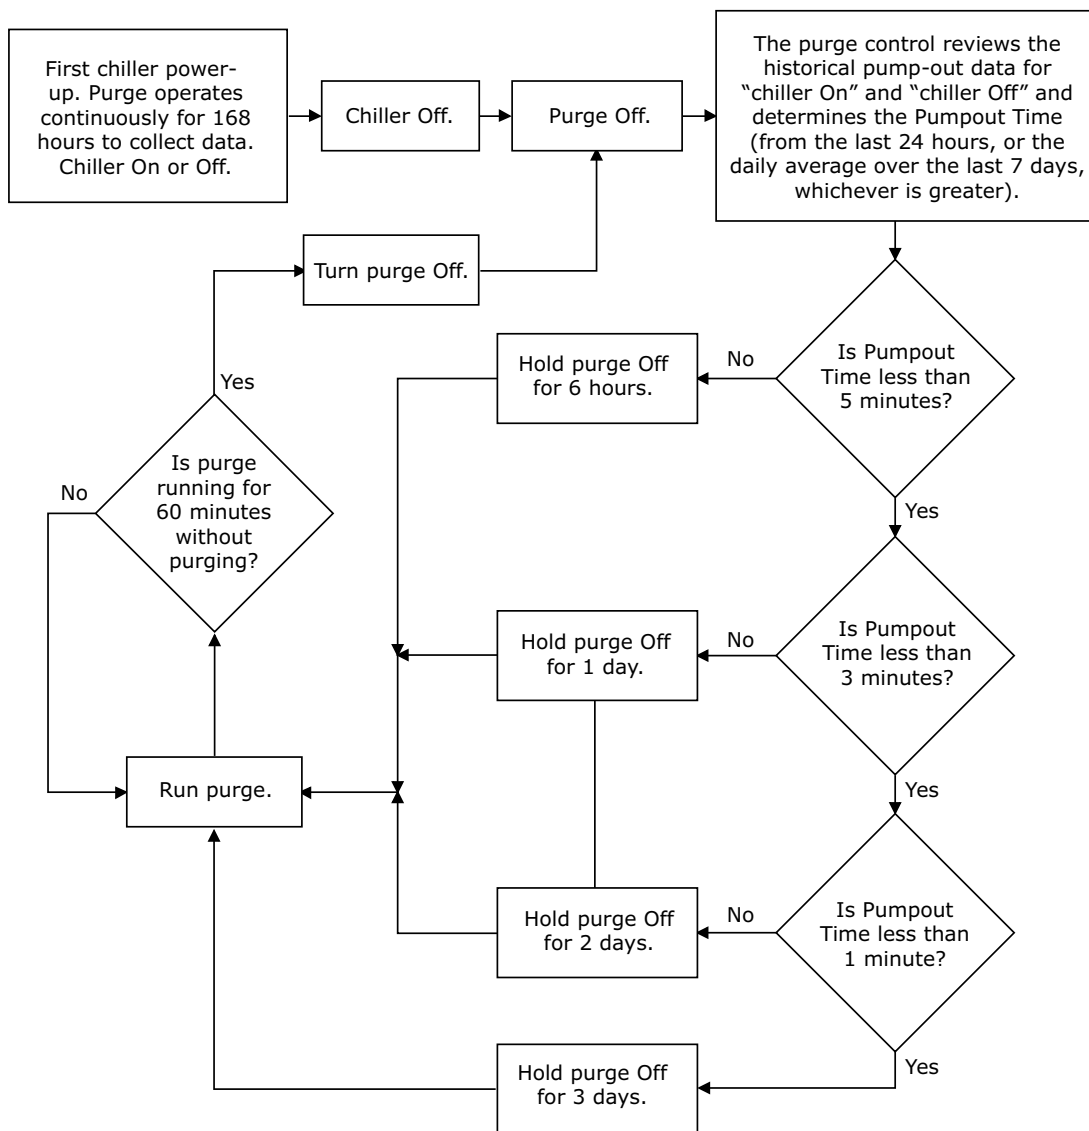 First chiller power-
up. Purge operates
continuously for 168
hours to collect data.
Chiller On or Off.
Chiller Off.
Purge Off.
The purge control reviews the
historical pump-out data for
“chiller On” and “chiller Off” and
determines the Pumpout Time
(from the last 24 hours, or the
daily average over the last 7 days,
whichever is greater).
Turn purge Off.
Hold purge Off
for 6 hours.
No
Is Pumpout
Time less than
5 minutes?
Yes
Yes
Is purge
running for
60 minutes
without
purging?
No
Hold purge Off
for 1 day.
No
Is Pumpout
Time less than
3 minutes?
Yes
Run purge.
Hold purge Off
for 2 days.
No
Is Pumpout
Time less than
1 minute?
Yes
Hold purge Off
for 3 days.